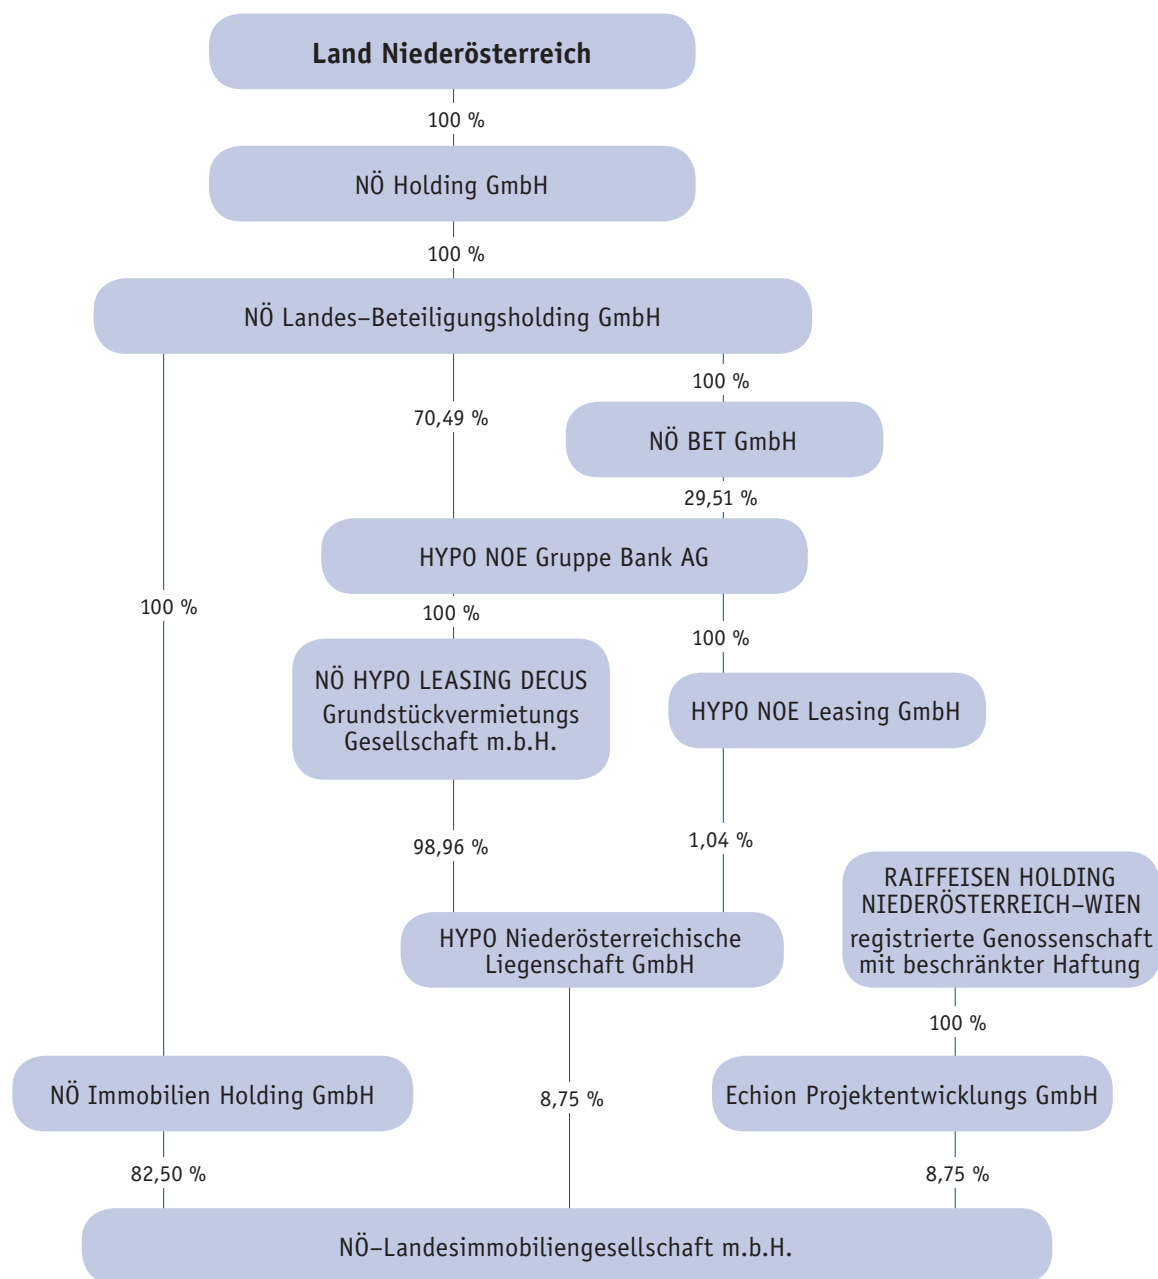 Land Niederösterreich
100 %
NÖ Holding GmbH
100 %
NÖ Landes–Beteiligungsholding GmbH
100 %
70,49 %
NÖ BET GmbH
29,51 %
HYPO NOE Gruppe Bank AG
100 %
100 %
100 %
NÖ HYPO LEASING DECUS
Grundstückvermietungs
Gesellschaft m.b.H.
HYPO NOE Leasing GmbH
98,96 %
1,04 %
RAIFFEISEN HOLDING
NIEDERÖSTERREICH–WIEN
registrierte Genossenschaft
mit beschränkter Haftung
HYPO Niederösterreichische
Liegenschaft GmbH
100 %
NÖ Immobilien Holding GmbH
8,75 %
Echion Projektentwicklungs GmbH
82,50 %
8,75 %
NÖ–Landesimmobiliengesellschaft m.b.H.